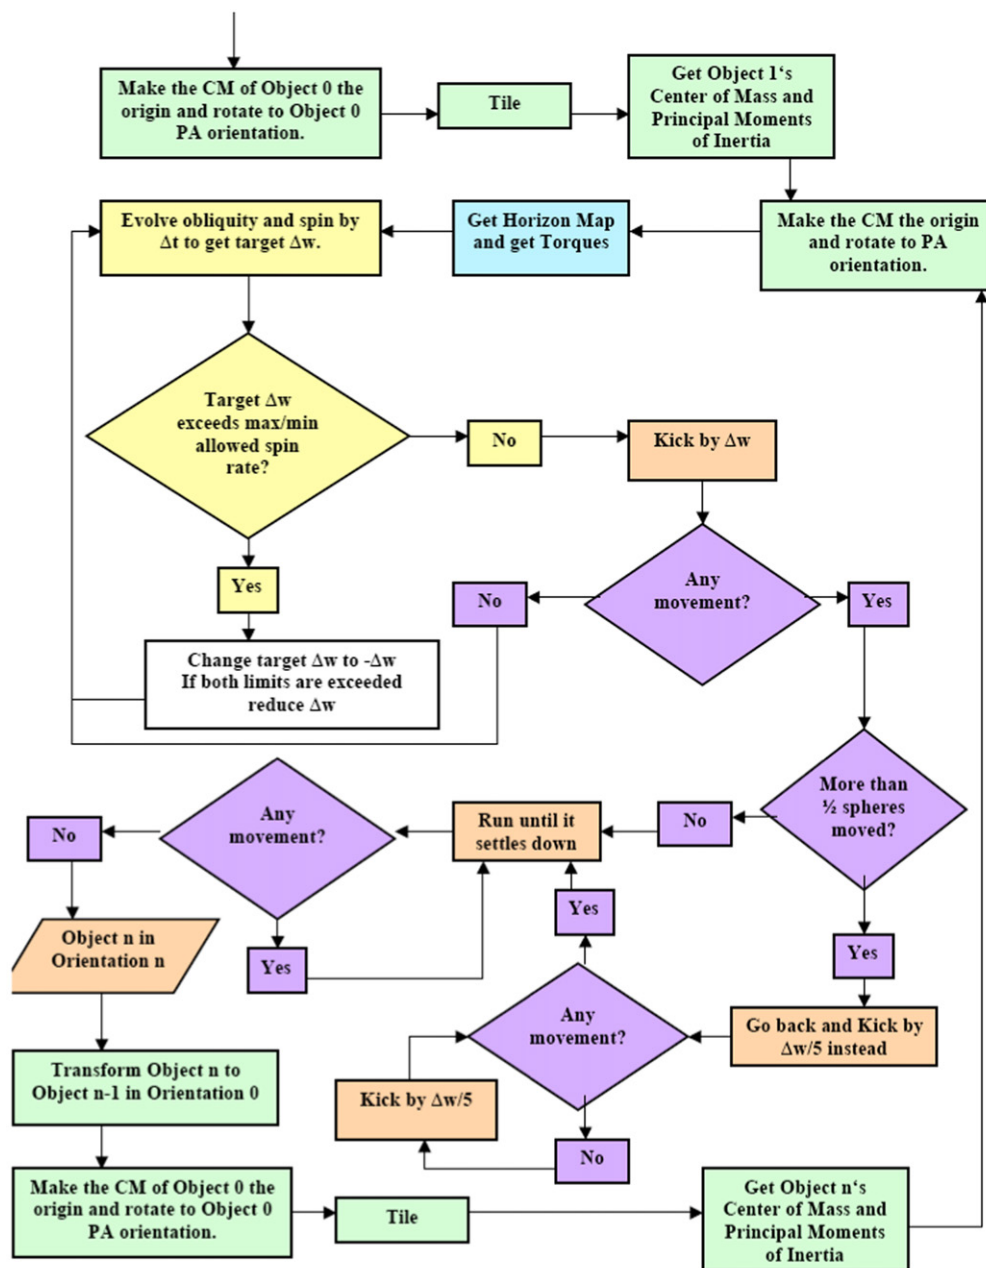 Make the CM of Object 0 the
origin and rotate to Object 0
PA orientation.
Tile
Get Object 1‘s
Center of Mass and
Principal Moments
of Inertia
Make the CM the origin
and rotate to PA
orientation.
Get Horizon Map
and get Torques
Evolve obliquity and spin by
Δt to get target Δw.
Target Δw
exceeds max/min
allowed spin
rate?
No
Kick by Δw
Yes
Change target Δw to -Δw
If both limits are exceeded
reduce Δw
Any
movement?
No
Yes
More than
½ spheres
moved?
No
Run until it
settles down
Any
movement?
No
Yes
Object n in
Orientation n
Yes
Go back and Kick by
Δw/5 instead
Any
movement?
Yes
No
Kick by Δw/5
Transform Object n to
Object n-1 in Orientation 0
Make the CM of Object 0 the
origin and rotate to Object 0
PA orientation.
Tile
Get Object n‘s
Center of Mass and
Principal Moments
of Inertia